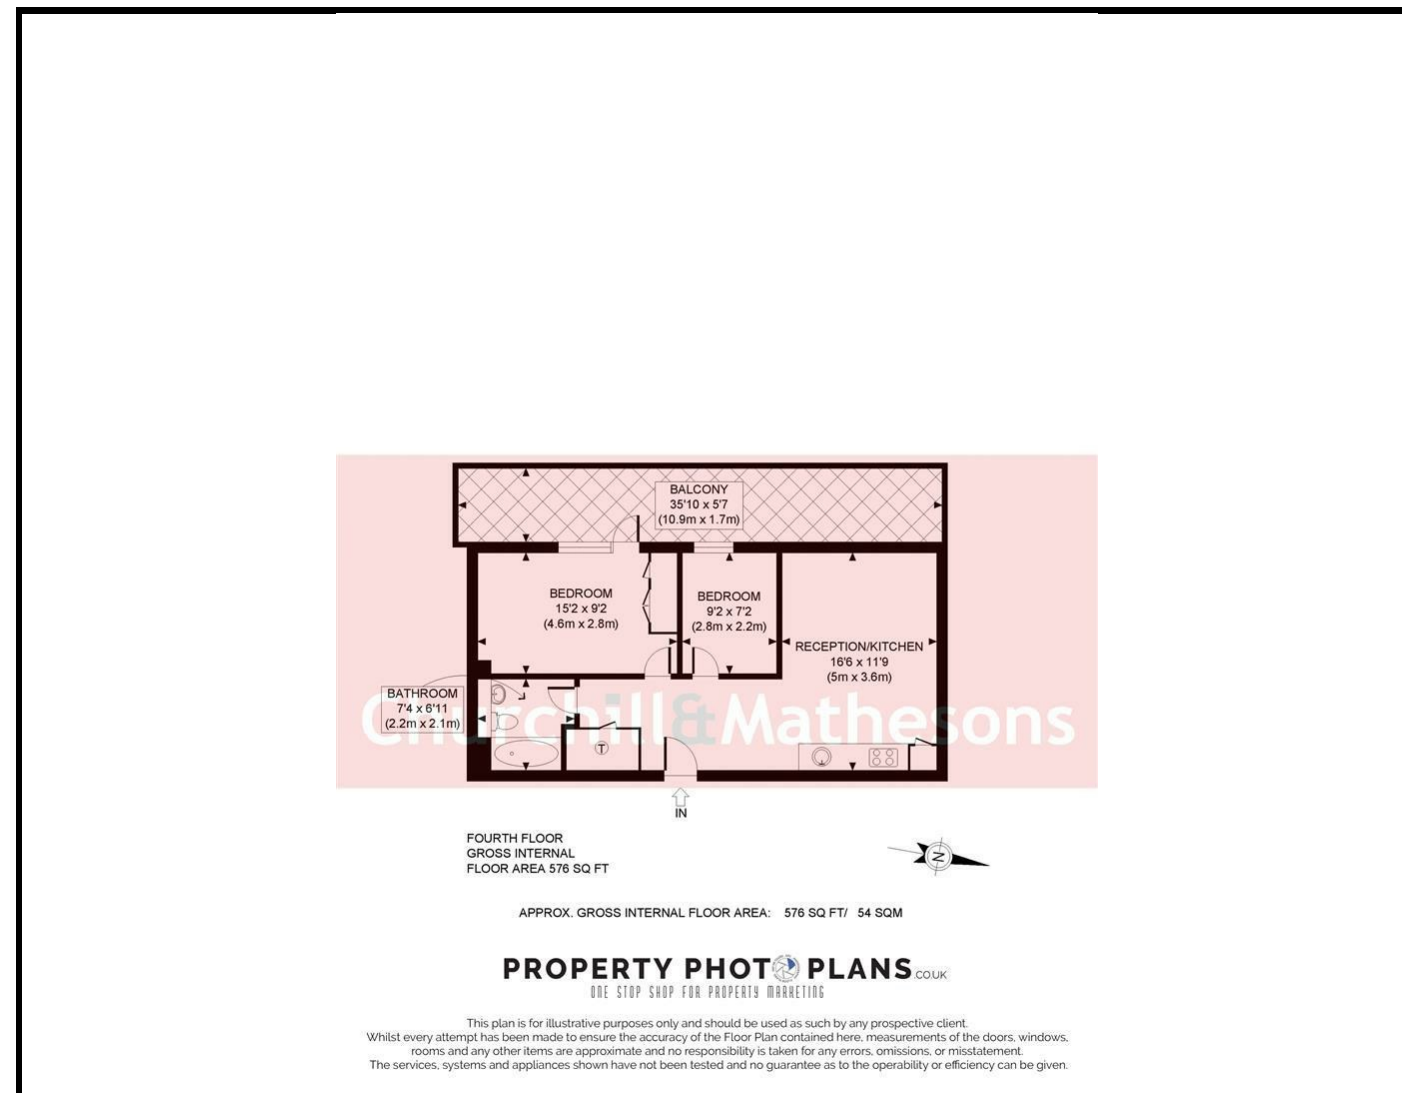 BALCONY
35'10 x 5'7
(10.9m x 1.7m)
BEDROOM
15'2 x 9'2
(4.6m x 2.8m)
BEDROOM
9'2 x 7'2
(2.8m x 2.2m)
RECEPTION/KITCHEN
16'6 x 11'9
(5m x 3.6m)
BATHROOM
7'4 x 6'11
(2.2m x 2.1m)
Churchill&Mathesons
T
IN
FOURTH FLOOR
GROSS INTERNAL
FLOOR AREA 576 SQ FT
N
APPROX. GROSS INTERNAL FLOOR AREA: 576 SQ FT/ 54 SQM
PROPERTY PHOTO PLANS.CO.UK
ONE STOP SHOP FOR PROPERTY MARKETING
This plan is for illustrative purposes only and should be used as such by any prospective client.
Whilst every attempt has been made to ensure the accuracy of the Floor Plan contained here, measurements of the doors, windows,
rooms and any other items are approximate and no responsibility is taken for any errors, omissions, or misstatement.
The services, systems and appliances shown have not been tested and no guarantee as to the operability or efficiency can be given.